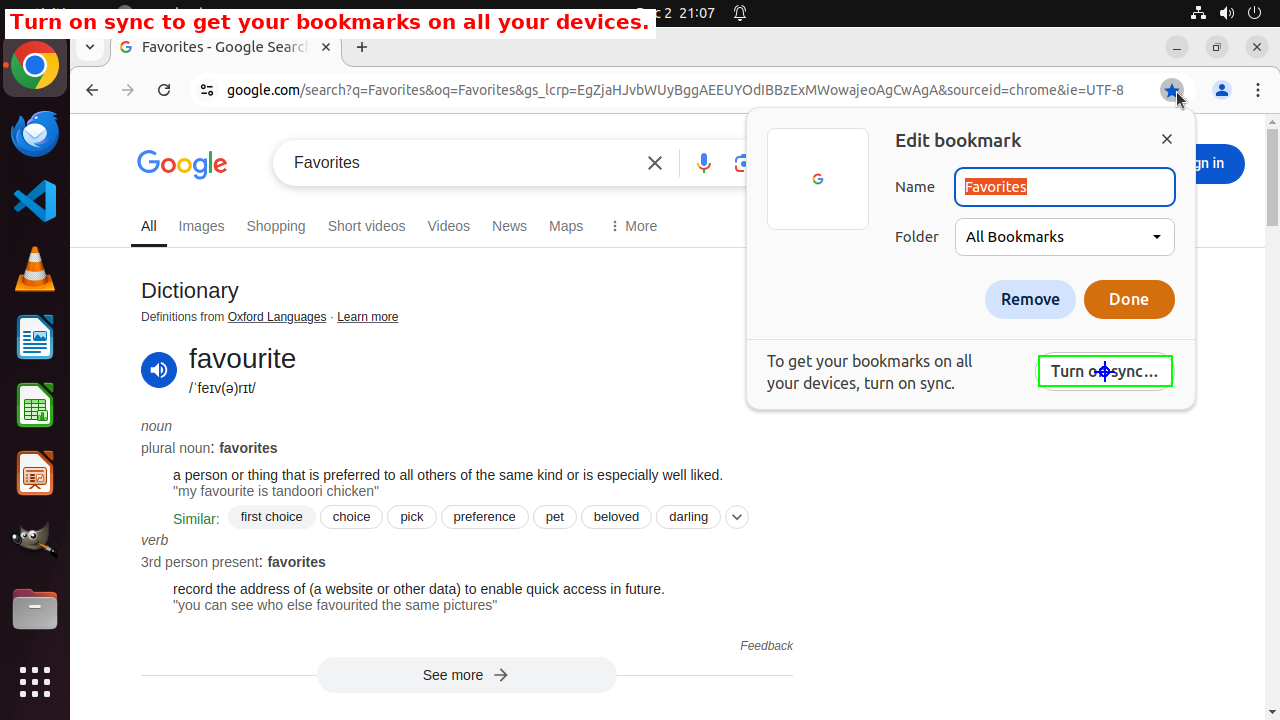 Turn on sync to get your bookmarks on all your devices.
2 21:07
Favorites - Google Searc
google.com/search?q=Favorites&oq=Favorites&gs_lcrp=EgZjaHJvbWUyBggAEEUYOdIBBzExMWowajeoAgCwAgA&sourceid=chrome&ie=UTF-8
Google
Favorites
gn in
All Images Shopping Short videos Videos News Maps More
Edit bookmark
Name Favorites
Folder All Bookmarks
Remove Done
To get your bookmarks on all
your devices, turn on sync.
Turn on sync…
Dictionary
Definitions from Oxford Languages · Learn more
favourite
/ˈfeɪv(ə)rɪt/
noun
plural noun: favorites
a person or thing that is preferred to all others of the same kind or is especially well liked.
"my favourite is tandoori chicken"
Similar: first choice choice pick preference pet beloved darling
verb
3rd person present: favorites
record the address of (a website or other data) to enable quick access in future.
"you can see who else favourited the same pictures"
Feedback
See more